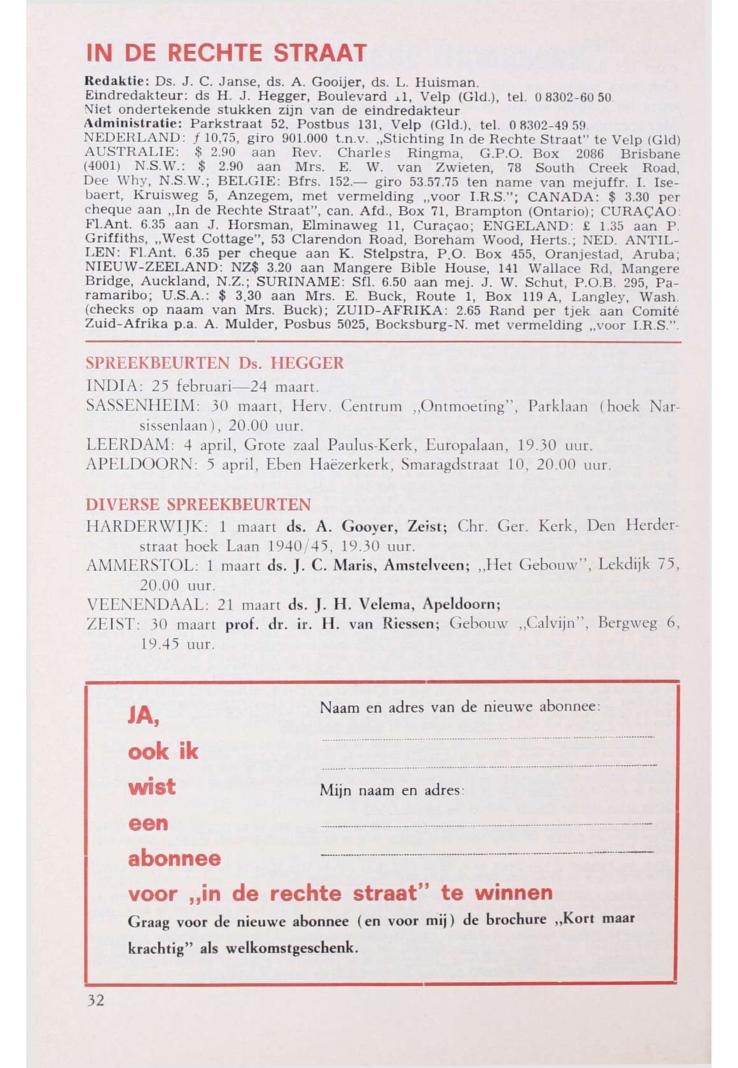 IN DE RECHTE STRAAT
Redaktie: Ds. J. C. Janse, ds. A. Gooijer, ds. L. Huisman.
Eindredakteur: ds H. J. Hegger, Boulevard 11, Velp (Gld.), tel. 0 8302-60 50.
Niet ondertekende stukken zijn van de eindredakteur
Administratie: Parkstraat 52, Postbus 131, Velp (Gld.), tel. 0 8302-49 59.
NEDERLAND: ƒ 10,75, giro 901.000 t.n.v. „Stichting In de Rechte Straat" te Velp (Gld)
AUSTRALIE: $ 2.90 aan Rev. Charles Ringma, G.P.O. Box 2086 Brisbane
(4001) N.S.W.: $ 2.90 aan Mrs. E. W. van Zwieten, 78 South Creek Road,
Dee Why, N.S.W.; BELGIE: Bfrs. 152.— giro 53.57.75 ten name van mejuffr. I. Ise-
baert, Kruisweg 5, Anzegem, met vermelding „voor I.R.S."; CANADA: $ 3.30 per
cheque aan „In de Rechte Straat", can. Afd., Box 71, Brampton (Ontario); CURAÇAO:
Fl.Ant. 6.35 aan J. Horsman, Elminaweg 11, Curaçao; ENGELAND: £ 1.35 aan P.
Griffiths, „West Cottage", 53 Clarendon Road, Boreham Wood, Herts.; NED. ANTIL-
LEN: Fl.Ant. 6.35 per cheque aan K. Stelpstra, P.O. Box 455, Oranjestad, Aruba;
NIEUW-ZEELAND: NZ$ 3.20 aan Mangere Bible House, 141 Wallace Rd, Mangere
Bridge, Auckland, N.Z.; SURINAME: Sfl. 6.50 aan mej. J. W. Schut, P.O.B. 295, Pa-
ramaribo; U.S.A.: $ 3,30 aan Mrs. E. Buck, Route 1, Box 119 A, Langley, Wash.
(checks op naam van Mrs. Buck); ZUID-AFRIKA: 2.65 Rand per tjek aan Comité
Zuid-Afrika p.a. A. Mulder, Posbus 5025, Bocksburg-N. met vermelding „voor I.R.S.".
SPREEKBEURTEN Ds. HEGGER
INDIA: 25 februari—24 maart.
SASSENHEIM: 30 maart, Herv. Centrum „Ontmoeting", Parklaan (hoek Nar-
sissenlaan), 20.00 uur.
LEERDAM: 4 april, Grote zaal Paulus-Kerk, Europalaan, 19.30 uur.
APELDOORN: 5 april, Eben Haëzerkerk, Smaragdstraat 10, 20.00 uur.
DIVERSE SPREEKBEURTEN
HARDERWIJK: 1 maart ds. A. Gooyer, Zeist; Chr. Ger. Kerk, Den Herder-
straat hoek Laan 1940/45, 19.30 uur.
AMMERSTOL: 1 maart ds. J. C. Maris, Amstelveen; „Het Gebouw", Lekdijk 75,
20.00 uur.
VEENENDAAL: 21 maart ds. J. H. Velema, Apeldoorn;
ZEIST: 30 maart prof. dr. ir. H. van Riessen; Gebouw „Calvijn", Bergweg 6,
19.45 uur.
JA,
ook ik
wist
een
abonnee
voor „in de rechte straat" te winnen
Naam en adres van de nieuwe abonnee:
Mijn naam en adres:
Graag voor de nieuwe abonnee (en voor mij) de brochure „Kort maar
krachtig" als welkomstgeschenk.
32